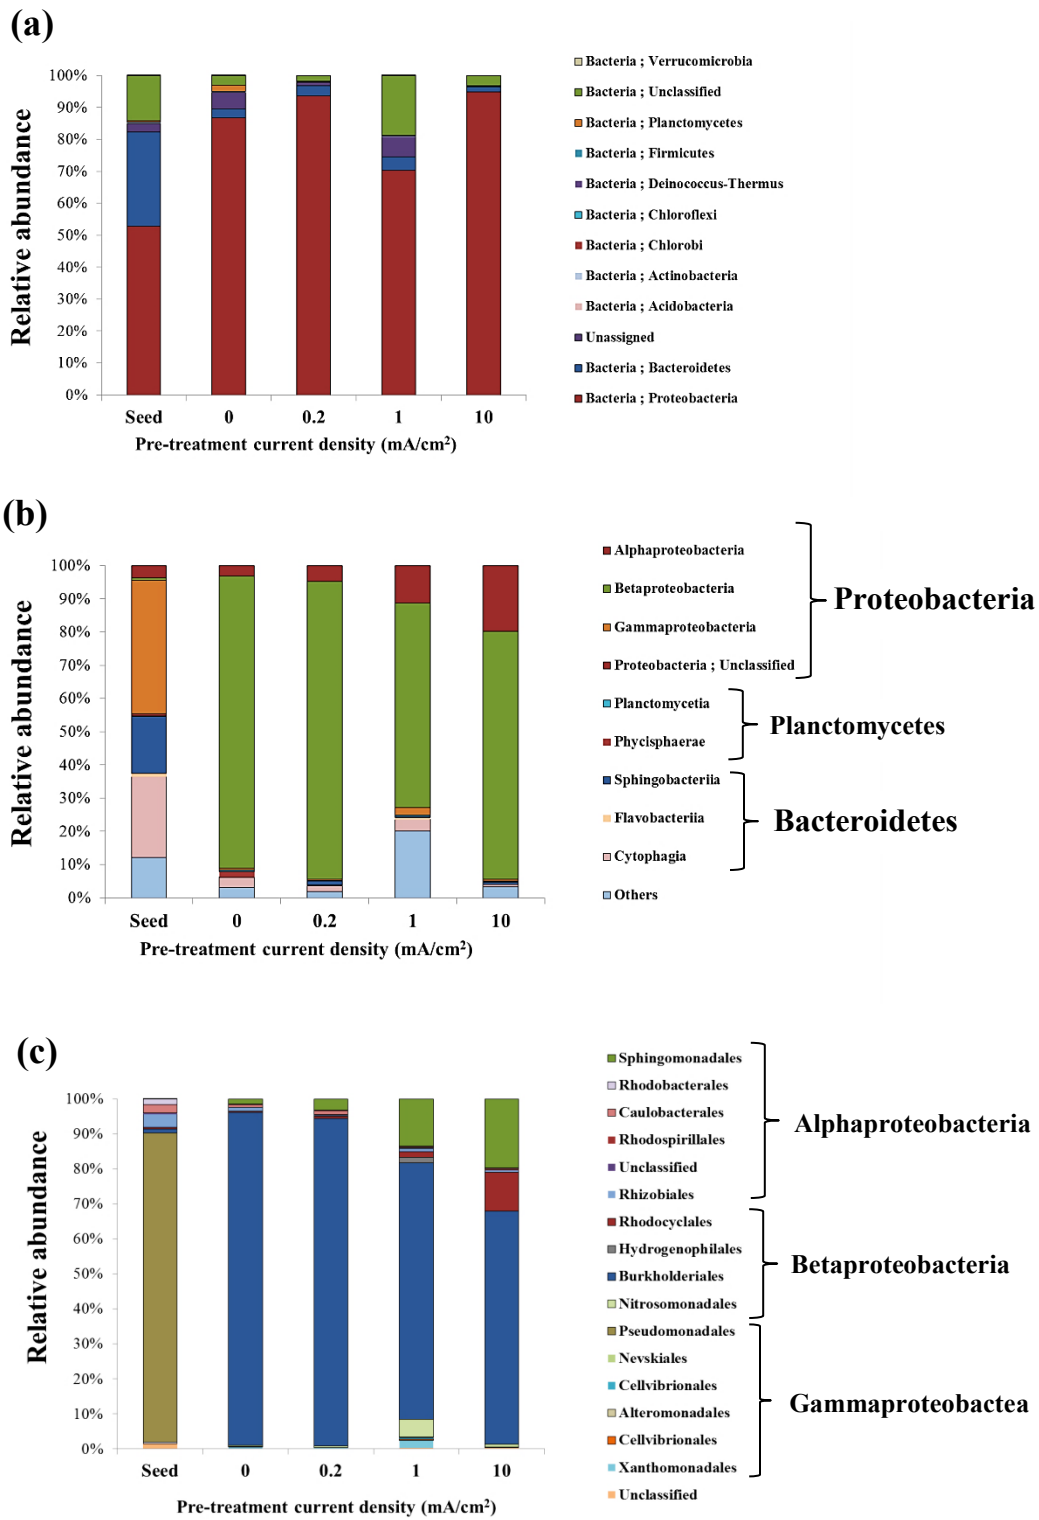 (a)
100%
90%
80%
70%
60%
50%
40%
30%
20%
10%
0%
Relative abundance
Seed 0 0.2 1 10
Pre-treatment current density (mA/cm²)
Bacteria ; Verrucomicrobia
Bacteria ; Unclassified
Bacteria ; Planctomycetes
Bacteria ; Firmicutes
Bacteria ; Deinococcus-Thermus
Bacteria ; Chloroflexi
Bacteria ; Chlorobi
Bacteria ; Actinobacteria
Bacteria ; Acidobacteria
Unassigned
Bacteria ; Bacteroidetes
Bacteria ; Proteobacteria
(b)
100%
90%
80%
70%
60%
50%
40%
30%
20%
10%
0%
Relative abundance
Seed 0 0.2 1 10
Pre-treatment current density (mA/cm²)
Alphaproteobacteria
Betaproteobacteria
Gammaproteobacteria
Proteobacteria ; Unclassified
Proteobacteria
Planctomycetia
Phycisphaerae
Planctomycetes
Sphingobacteriia
Flavobacteriia
Cytophagia
Bacteroidetes
Others
(c)
100%
90%
80%
70%
60%
50%
40%
30%
20%
10%
0%
Relative abundance
Seed 0 0.2 1 10
Pre-treatment current density (mA/cm²)
Sphingomonadales
Rhodobacterales
Caulobacterales
Rhodospirillales
Unclassified
Rhizobiales
Alphaproteobacteria
Rhodocyclales
Hydrogenophilales
Burkholderiales
Nitrosomonadales
Betaproteobacteria
Pseudomonadales
Nevskiales
Cellvibrionales
Alteromonadales
Cellvibrionales
Xanthomonadales
Gammaproteobactea
Unclassified